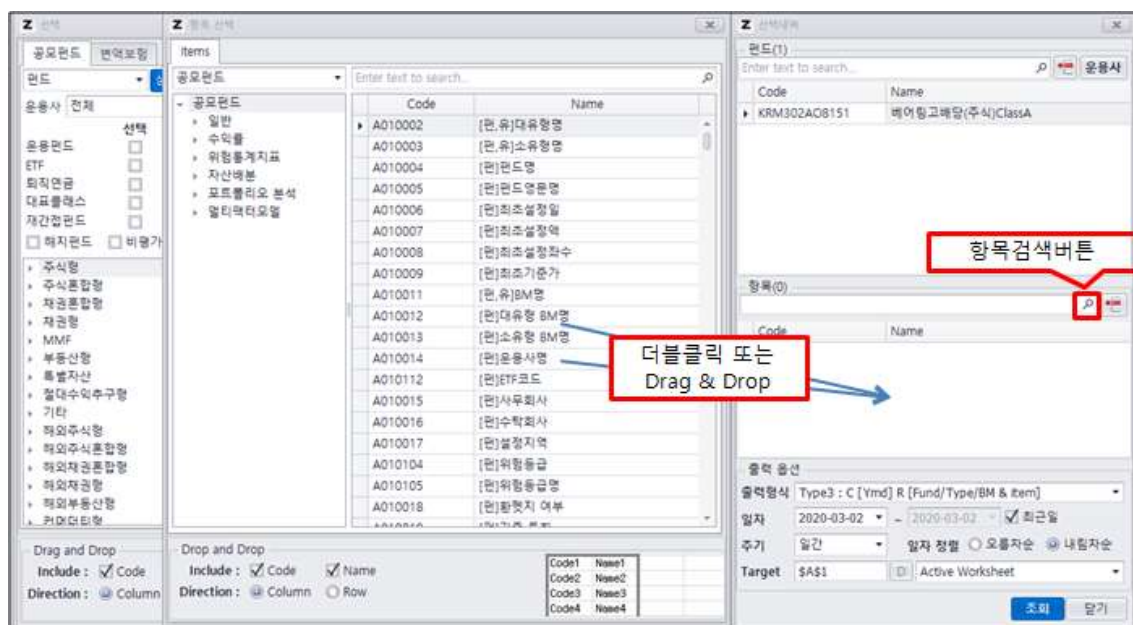 Z 선택
공모펀드 변액보험
펀드
운용사 전체
선택
운용펀드
ETF
퇴직연금
대표클래스
재간접펀드
해지펀드 비평가
주식형
주식혼합형
채권혼합형
채권형
MMF
부동산형
특별자산
절대수익추구형
기타
해외주식형
해외주식혼합형
해외채권혼합형
해외채권형
해외부동산형
커머더티형
Drag and Drop
Include : Code
Direction : Column
Z 항목 선택
Items
공모펀드
Enter text to search...
공모펀드
일반
수익률
위험통계지표
자산배분
포트폴리오 분석
멀티팩터모델
Code Name
A010002 [펀,유]대유형명
A010003 [펀,유]소유형명
A010004 [펀]펀드명
A010005 [펀]펀드영문명
A010006 [펀]최초설정일
A010007 [펀]최초설정액
A010008 [펀]최초설정좌수
A010009 [펀]최초기준가
A010011 [펀,유]BM명
A010012 [펀]대유형 BM명
A010013 [펀]소유형 BM명
A010014 [펀]운용사명
A010112 [펀]ETF코드
A010015 [펀]사무회사
A010016 [펀]수탁회사
A010017 [펀]설정지역
A010104 [펀]위험등급
A010105 [펀]위험등급명
A010018 [펀]환헷지 여부
Drop and Drop
Include : Code Name
Direction : Column Row
Code1 Name1
Code2 Name2
Code3 Name3
Code4 Name4
더블클릭 또는
Drag & Drop
Z 선택내역
펀드(1)
Enter text to search...
운용사
Code Name
KRM302AO8151 베어링고배당(주식)ClassA
항목검색버튼
항목(0)
Code Name
출력 옵션
출력형식 Type3 : C [Ymd] R [Fund/Type/BM & Item]
일자 2020-03-02 ~ 2020-03-02 최근일
주기 일간 일자 정렬 오름차순 내림차순
Target $A$1 D Active Worksheet
조회 닫기